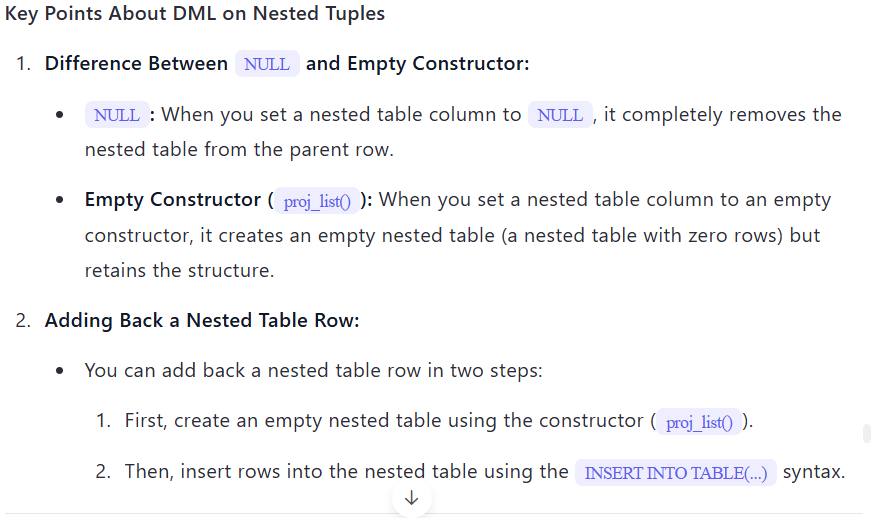 Key Points About DML on Nested Tuples
1. Difference Between NULL and Empty Constructor:
• NULL : When you set a nested table column to NULL , it completely removes the
nested table from the parent row.
• Empty Constructor ( proj_list() ): When you set a nested table column to an empty
constructor, it creates an empty nested table (a nested table with zero rows) but
retains the structure.
2. Adding Back a Nested Table Row:
• You can add back a nested table row in two steps:
1. First, create an empty nested table using the constructor ( proj_list() ).
2. Then, insert rows into the nested table using the INSERT INTO TABLE(...) syntax.